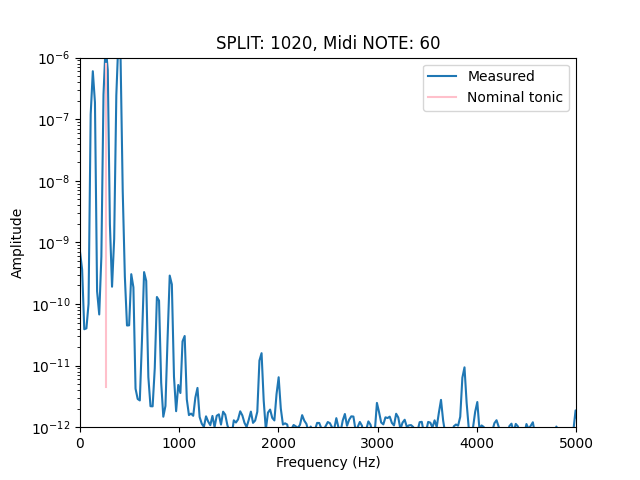 SPLIT: 1020, Midi NOTE: 60
Measured
Nominal tonic
Amplitude
10⁻⁶
10⁻⁷
10⁻⁸
10⁻⁹
10⁻¹⁰
10⁻¹¹
10⁻¹²
0 1000 2000 3000 4000 5000
Frequency (Hz)